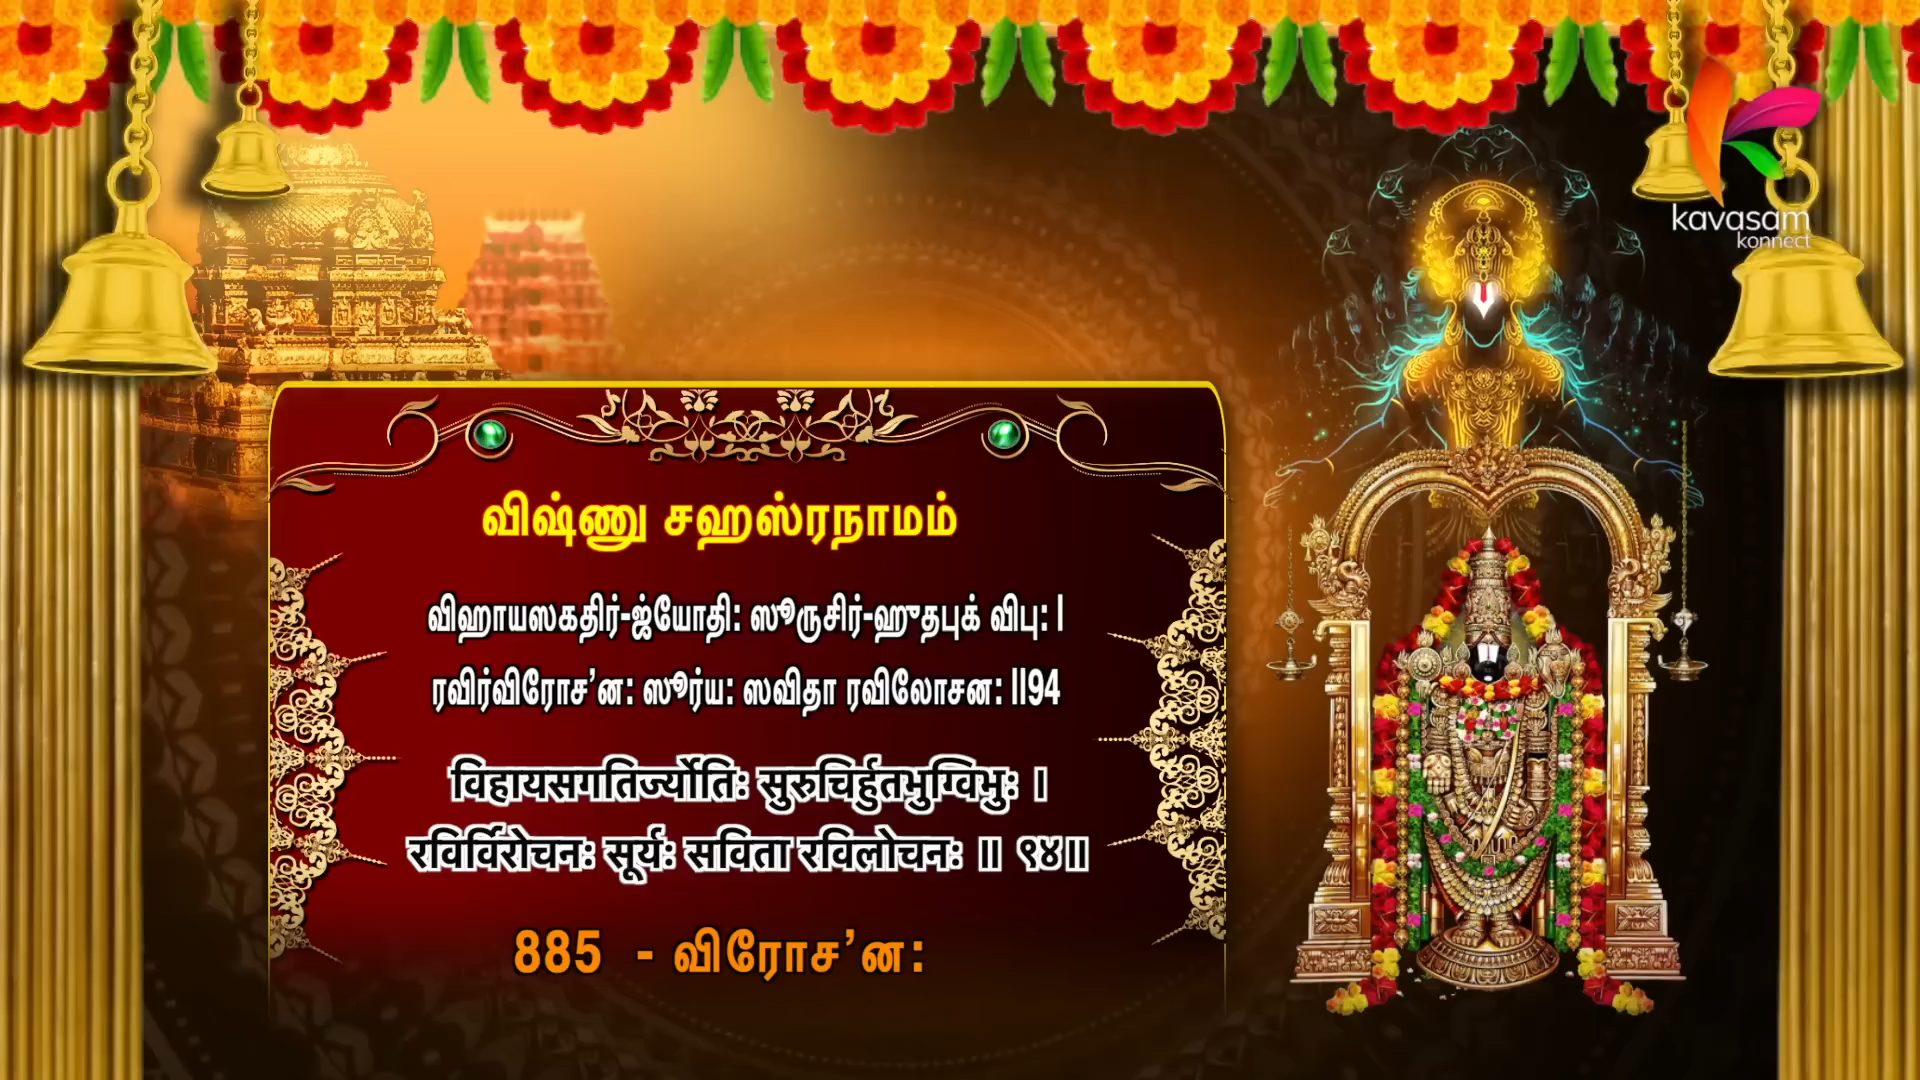 kavasam
konnect
விஷ்ணு சஹஸ்ரநாமம்
விஹாயஸகதிர்-ஜ்யோதி: ஸூருசிர்-ஹுதபுக் விபு: l
ரவிர்விரோச’ன: ஸூர்ய: ஸவிதா ரவிலோசன: ll94
विहायसगतिर्ज्योतिः सुरुचिर्हुतभुग्विभुः ।
रविर्विरोचनः सूर्यः सविता रविलोचनः ॥ ९४॥
885 - விரோச’ன: